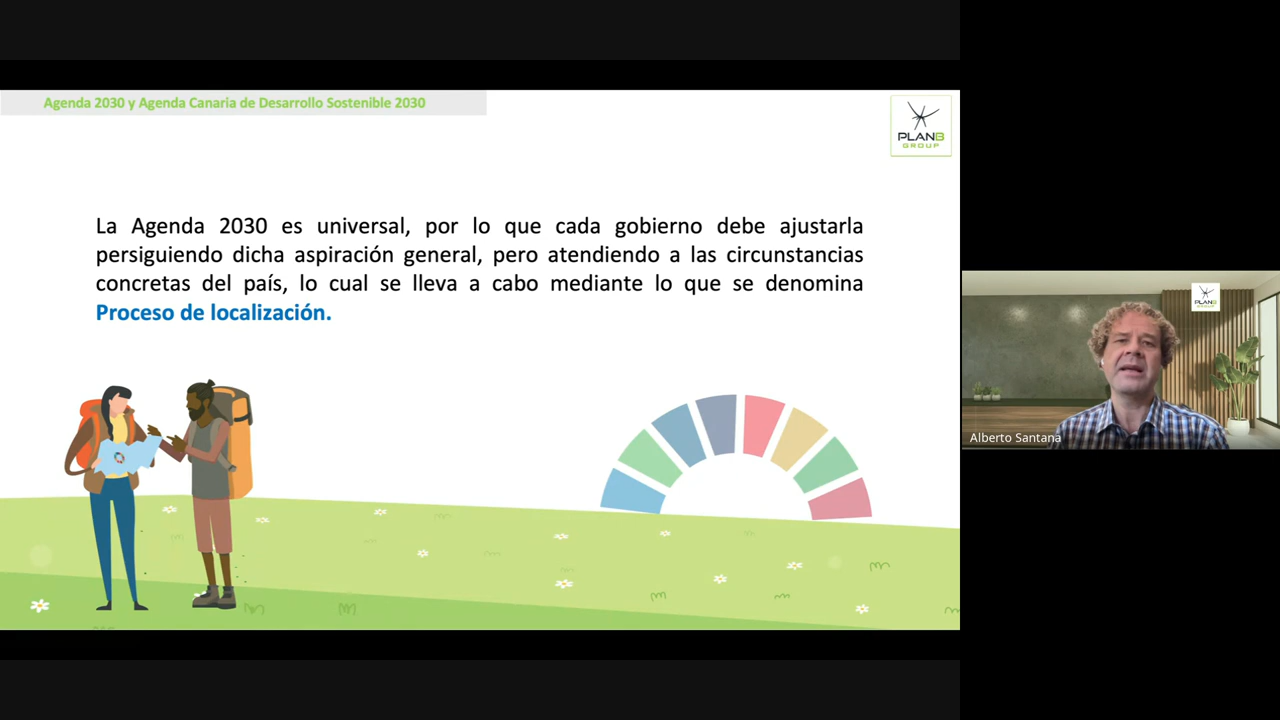 Agenda 2030 y Agenda Canaria de Desarrollo Sostenible 2030
PLANB
GROUP
La Agenda 2030 es universal, por lo que cada gobierno debe ajustarla
persiguiendo dicha aspiración general, pero atendiendo a las circunstancias
concretas del país, lo cual se lleva a cabo mediante lo que se denomina
Proceso de localización.
PLANB
GROUP
Alberto Santana